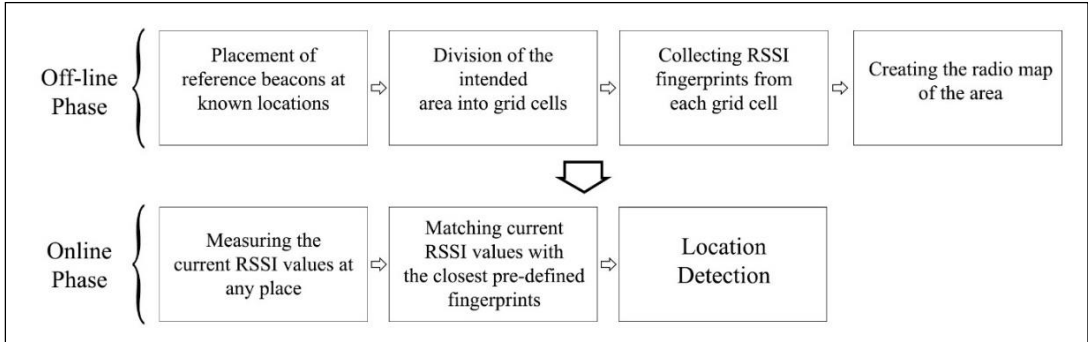 Off-line
Phase
Placement of
reference beacons at
known locations
Division of the
intended
area into grid cells
Collecting RSSI
fingerprints from
each grid cell
Creating the radio map
of the area
Online
Phase
Measuring the
current RSSI values at
any place
Matching current
RSSI values with
the closest pre-defined
fingerprints
Location
Detection